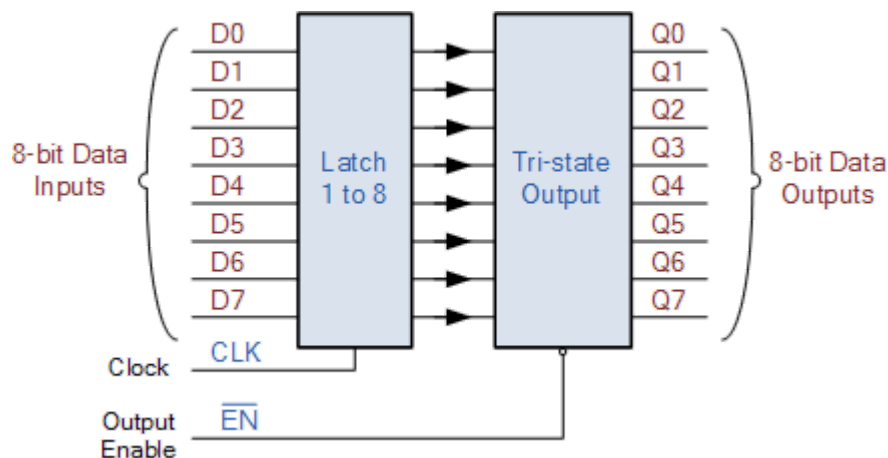 D0
D1
D2
D3
D4
D5
D6
D7
8-bit Data
Inputs
Latch
1 to 8
Tri-state
Output
Q0
Q1
Q2
Q3
Q4
Q5
Q6
Q7
8-bit Data
Outputs
Clock
CLK
Output
Enable
E̅N̅